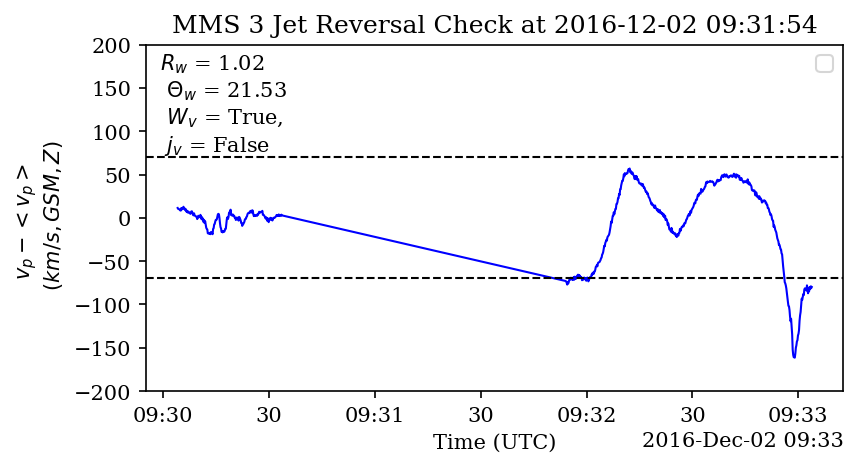 MMS 3 Jet Reversal Check at 2016-12-02 09:31:54
R_w = 1.02
Θ_w = 21.53
W_v = True,
j_v = False
v_p − < v_p >
(km/s, GSM, Z)
200
150
100
50
0
−50
−100
−150
−200
09:30 30 09:31 30 09:32 30 09:33
Time (UTC) 2016-Dec-02 09:33